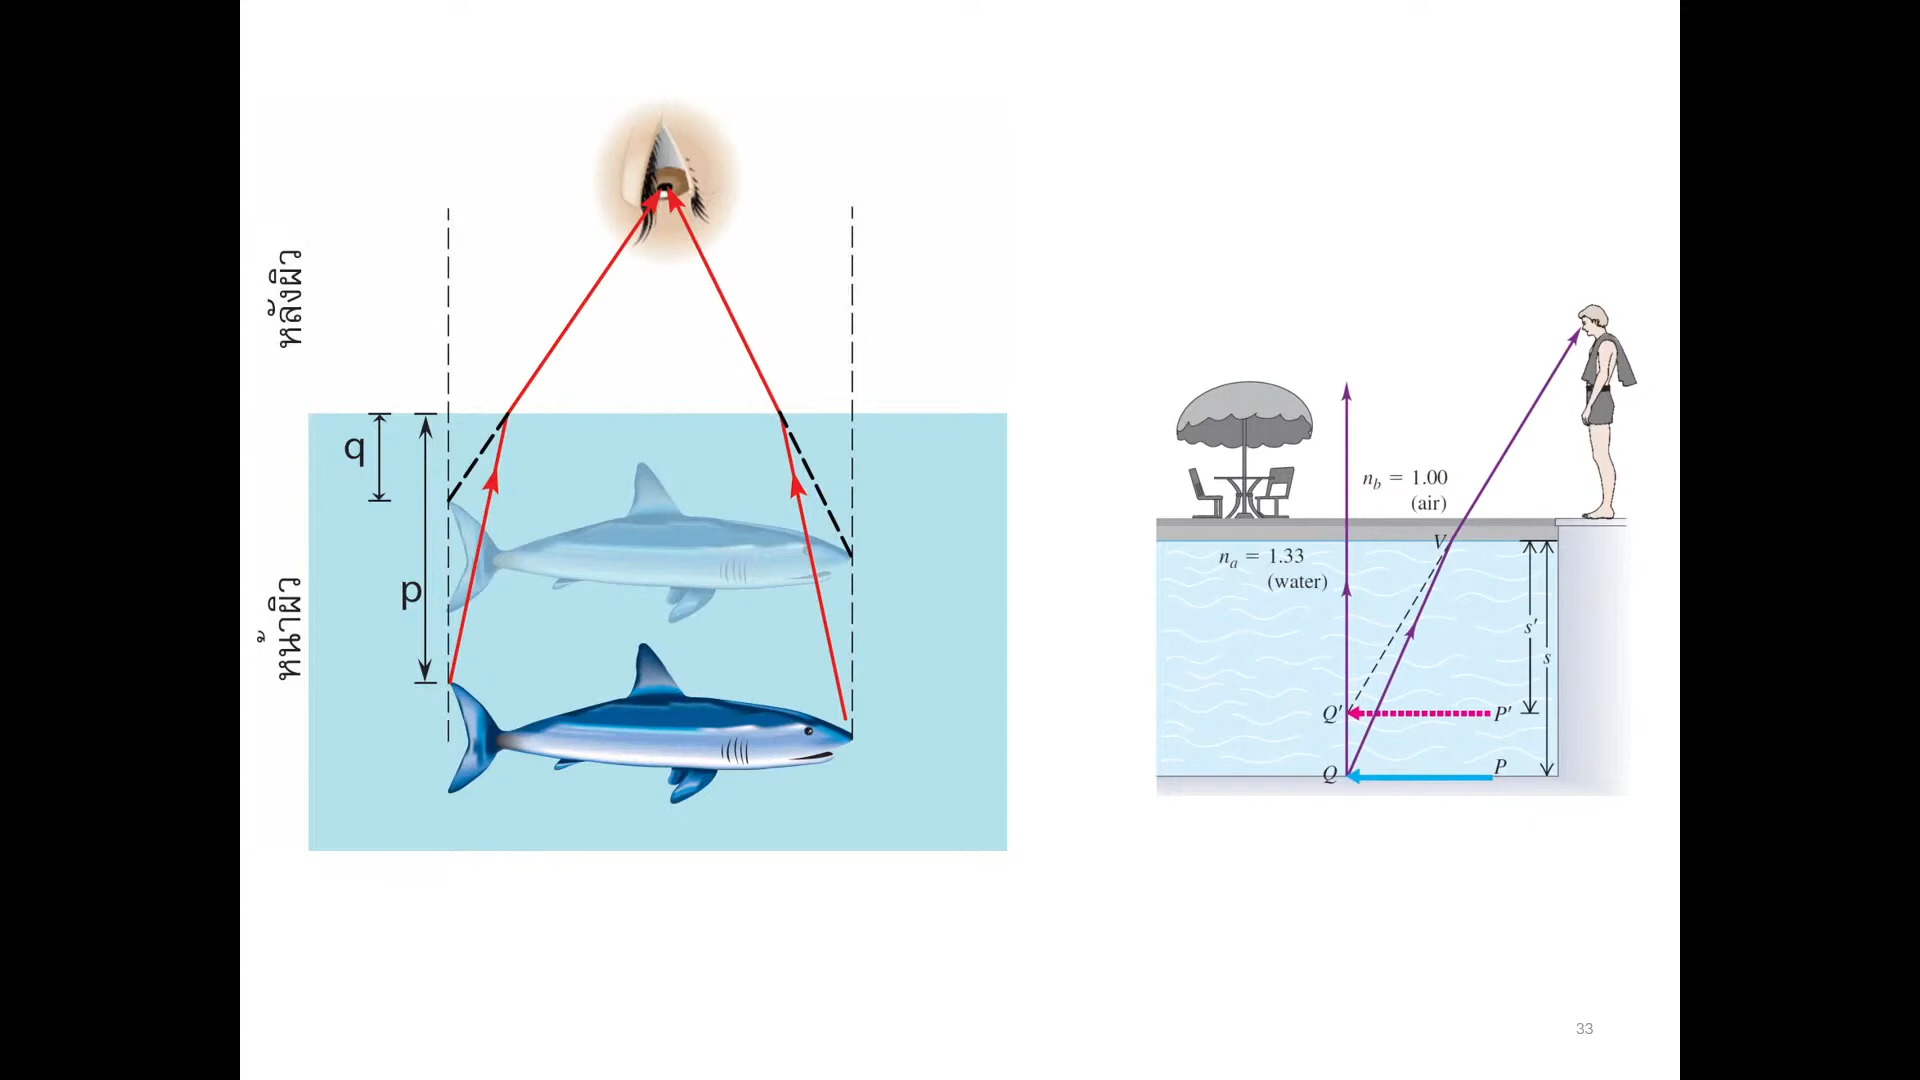 หลังผิว
หน้าผิว
q
p
n_b = 1.00
(air)
n_a = 1.33
(water)
V
s'
s
Q'
P'
Q
P
33